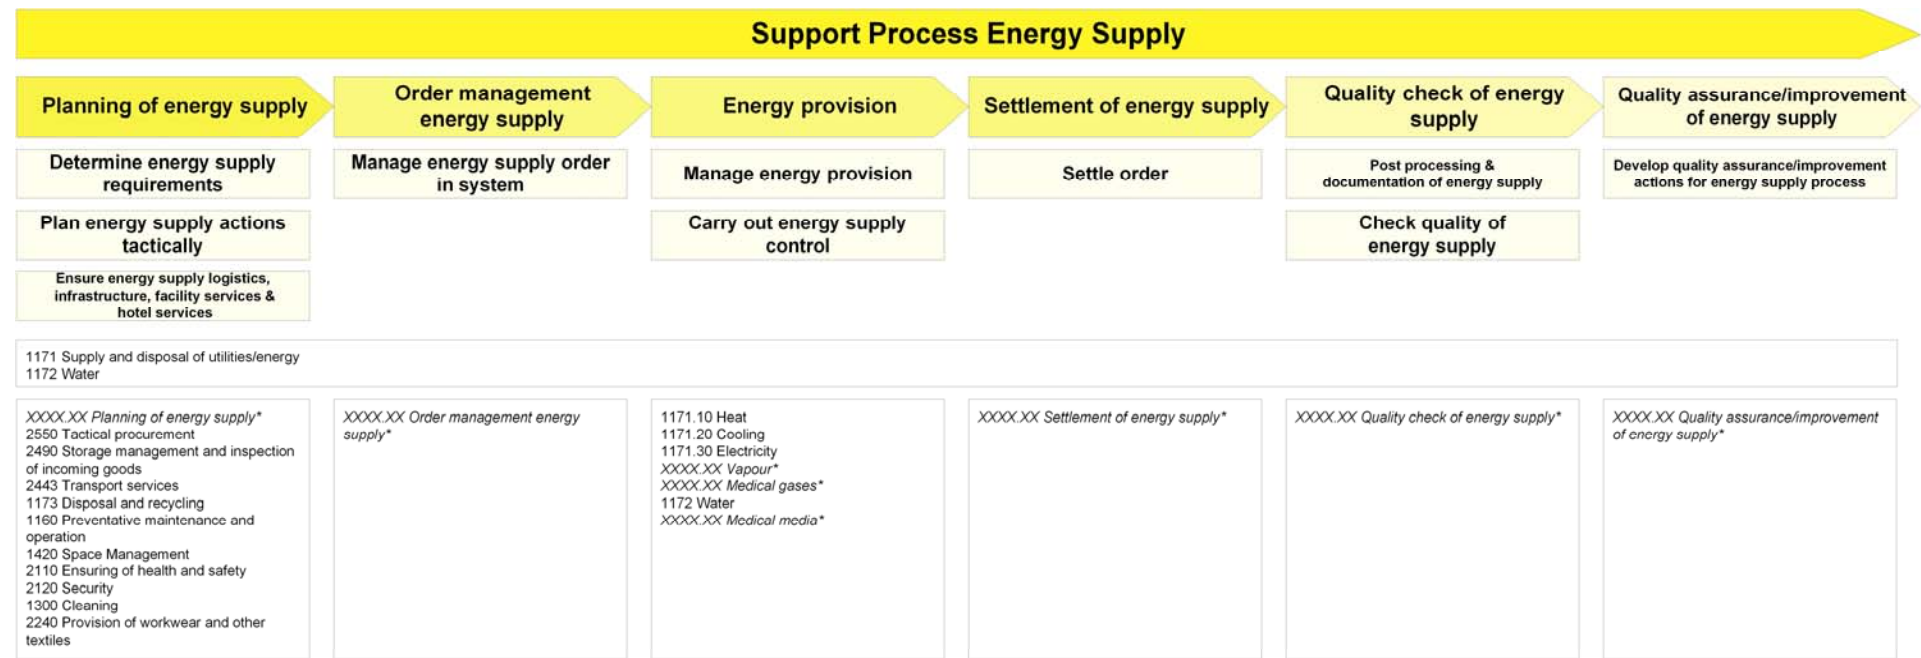 Support Process Energy Supply
Planning of energy supply
Order management
energy supply
Energy provision
Settlement of energy supply
Quality check of energy
supply
Quality assurance/improvement
of energy supply
Determine energy supply
requirements
Manage energy supply order
in system
Manage energy provision
Settle order
Post processing &
documentation of energy supply
Develop quality assurance/improvement
actions for energy supply process
Plan energy supply actions
tactically
Carry out energy supply
control
Check quality of
energy supply
Ensure energy supply logistics,
infrastructure, facility services &
hotel services
1171 Supply and disposal of utilities/energy
1172 Water
XXXX.XX Planning of energy supply*
2550 Tactical procurement
2490 Storage management and inspection
of incoming goods
2443 Transport services
1173 Disposal and recycling
1160 Preventative maintenance and
operation
1420 Space Management
2110 Ensuring of health and safety
2120 Security
1300 Cleaning
2240 Provision of workwear and other
textiles
XXXX.XX Order management energy
supply*
1171.10 Heat
1171.20 Cooling
1171.30 Electricity
XXXX.XX Vapour*
XXXX.XX Medical gases*
1172 Water
XXXX.XX Medical media*
XXXX.XX Settlement of energy supply*
XXXX.XX Quality check of energy supply*
XXXX.XX Quality assurance/improvement
of energy supply*